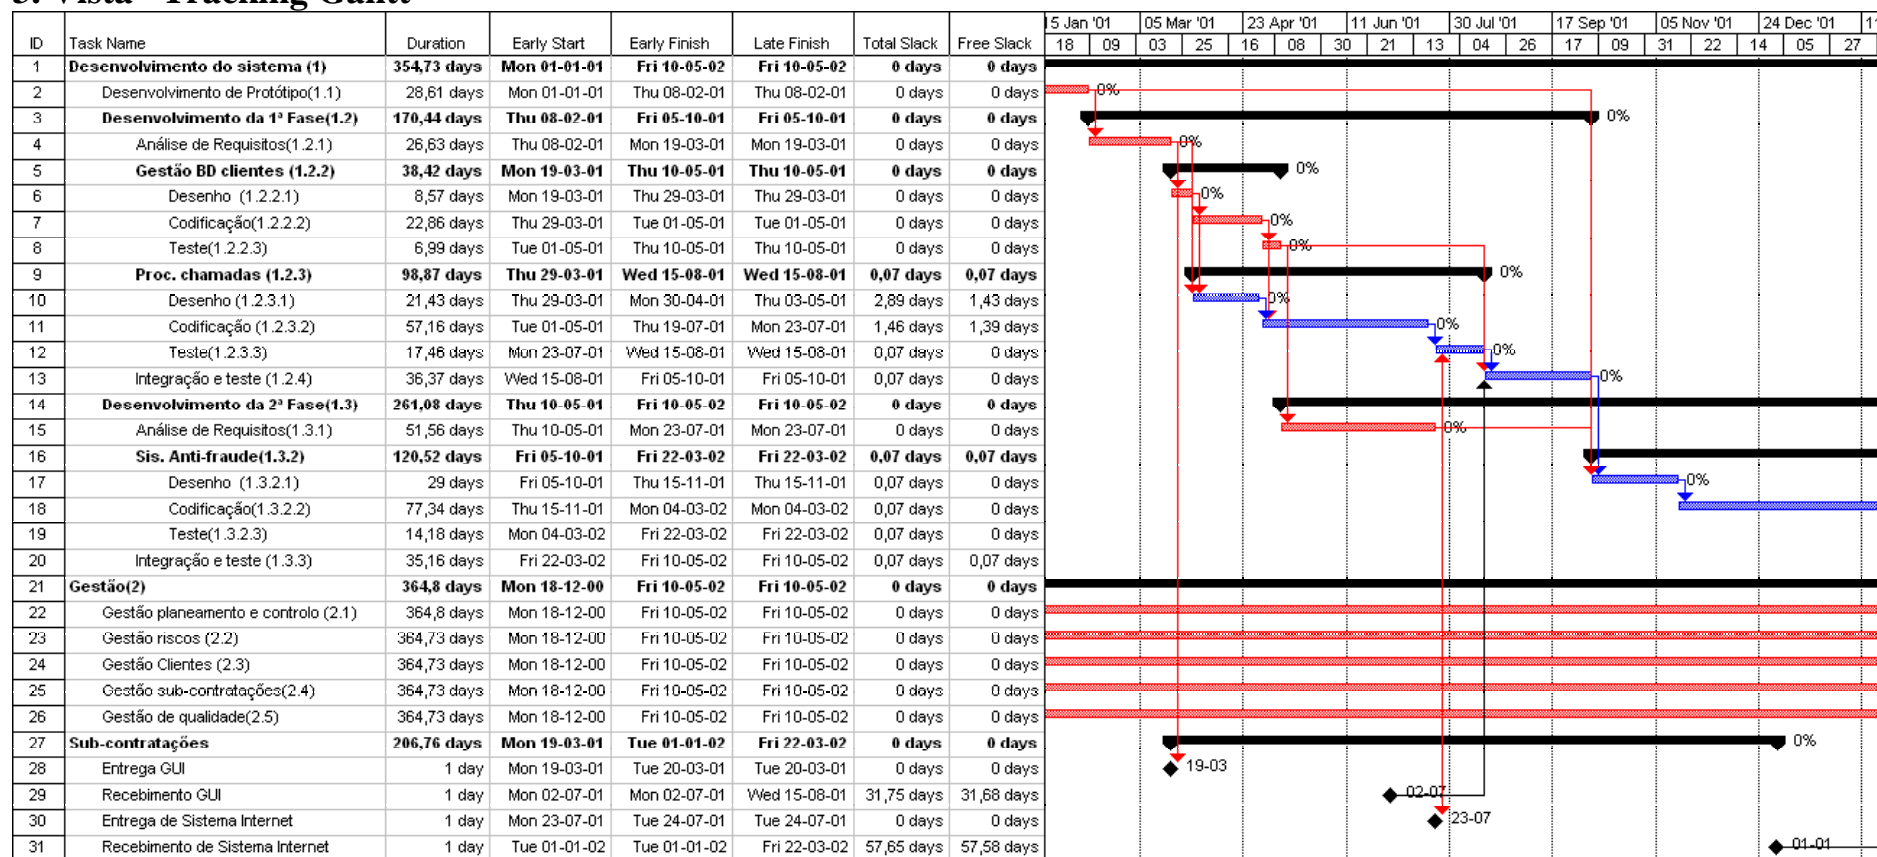 3. Vista - Tracking Gantt
15 Jan '01 05 Mar '01 23 Apr '01 11 Jun '01 30 Jul '01 17 Sep '01 05 Nov '01 24 Dec '01
ID Task Name Duration Early Start Early Finish Late Finish Total Slack Free Slack 18 09 03 25 16 08 30 21 13 04 26 17 09 31 22 14 05 27
1 Desenvolvimento do sistema (1) 354,73 days Mon 01-01-01 Fri 10-05-02 Fri 10-05-02 0 days 0 days
2 Desenvolvimento de Protótipo(1.1) 28,61 days Mon 01-01-01 Thu 08-02-01 Thu 08-02-01 0 days 0 days 0%
3 Desenvolvimento da 1ª Fase(1.2) 170,44 days Thu 08-02-01 Fri 05-10-01 Fri 05-10-01 0 days 0 days 0%
4 Análise de Requisitos(1.2.1) 26,63 days Thu 08-02-01 Mon 19-03-01 Mon 19-03-01 0 days 0 days 0%
5 Gestão BD clientes (1.2.2) 38,42 days Mon 19-03-01 Thu 10-05-01 Thu 10-05-01 0 days 0 days 0%
6 Desenho (1.2.2.1) 8,57 days Mon 19-03-01 Thu 29-03-01 Thu 29-03-01 0 days 0 days 0%
7 Codificação(1.2.2.2) 22,86 days Thu 29-03-01 Tue 01-05-01 Tue 01-05-01 0 days 0 days 0%
8 Teste(1.2.2.3) 6,99 days Tue 01-05-01 Thu 10-05-01 Thu 10-05-01 0 days 0 days 0%
9 Proc. chamadas (1.2.3) 98,87 days Thu 29-03-01 Wed 15-08-01 Wed 15-08-01 0,07 days 0,07 days 0%
10 Desenho (1.2.3.1) 21,43 days Thu 29-03-01 Mon 30-04-01 Thu 03-05-01 2,89 days 1,43 days 0%
11 Codificação (1.2.3.2) 57,16 days Tue 01-05-01 Thu 19-07-01 Mon 23-07-01 1,46 days 1,39 days 0%
12 Teste(1.2.3.3) 17,46 days Mon 23-07-01 Wed 15-08-01 Wed 15-08-01 0,07 days 0 days 0%
13 Integração e teste (1.2.4) 36,37 days Wed 15-08-01 Fri 05-10-01 Fri 05-10-01 0,07 days 0 days 0%
14 Desenvolvimento da 2ª Fase(1.3) 261,08 days Thu 10-05-01 Fri 10-05-02 Fri 10-05-02 0 days 0 days
15 Análise de Requisitos(1.3.1) 51,56 days Thu 10-05-01 Mon 23-07-01 Mon 23-07-01 0 days 0 days 0%
16 Sis. Anti-fraude(1.3.2) 120,52 days Fri 05-10-01 Fri 22-03-02 Fri 22-03-02 0,07 days 0,07 days
17 Desenho (1.3.2.1) 29 days Fri 05-10-01 Thu 15-11-01 Thu 15-11-01 0,07 days 0 days 0%
18 Codificação(1.3.2.2) 77,34 days Thu 15-11-01 Mon 04-03-02 Mon 04-03-02 0,07 days 0 days
19 Teste(1.3.2.3) 14,18 days Mon 04-03-02 Fri 22-03-02 Fri 22-03-02 0,07 days 0 days
20 Integração e teste (1.3.3) 35,16 days Fri 22-03-02 Fri 10-05-02 Fri 10-05-02 0,07 days 0,07 days
21 Gestão(2) 364,8 days Mon 18-12-00 Fri 10-05-02 Fri 10-05-02 0 days 0 days
22 Gestão planeamento e controlo (2.1) 364,8 days Mon 18-12-00 Fri 10-05-02 Fri 10-05-02 0 days 0 days
23 Gestão riscos (2.2) 364,73 days Mon 18-12-00 Fri 10-05-02 Fri 10-05-02 0 days 0 days
24 Gestão Clientes (2.3) 364,73 days Mon 18-12-00 Fri 10-05-02 Fri 10-05-02 0 days 0 days
25 Gestão sub-contratações(2.4) 364,73 days Mon 18-12-00 Fri 10-05-02 Fri 10-05-02 0 days 0 days
26 Gestão de qualidade(2.5) 364,73 days Mon 18-12-00 Fri 10-05-02 Fri 10-05-02 0 days 0 days
27 Sub-contratações 206,76 days Mon 19-03-01 Tue 01-01-02 Fri 22-03-02 0 days 0 days 0%
28 Entrega GUI 1 day Mon 19-03-01 Tue 20-03-01 Tue 20-03-01 0 days 0 days 19-03
29 Recebimento GUI 1 day Mon 02-07-01 Mon 02-07-01 Wed 15-08-01 31,75 days 31,68 days 02-07
30 Entrega de Sistema Internet 1 day Mon 23-07-01 Tue 24-07-01 Tue 24-07-01 0 days 0 days 23-07
31 Recebimento de Sistema Internet 1 day Tue 01-01-02 Tue 01-01-02 Fri 22-03-02 57,65 days 57,58 days 01-01